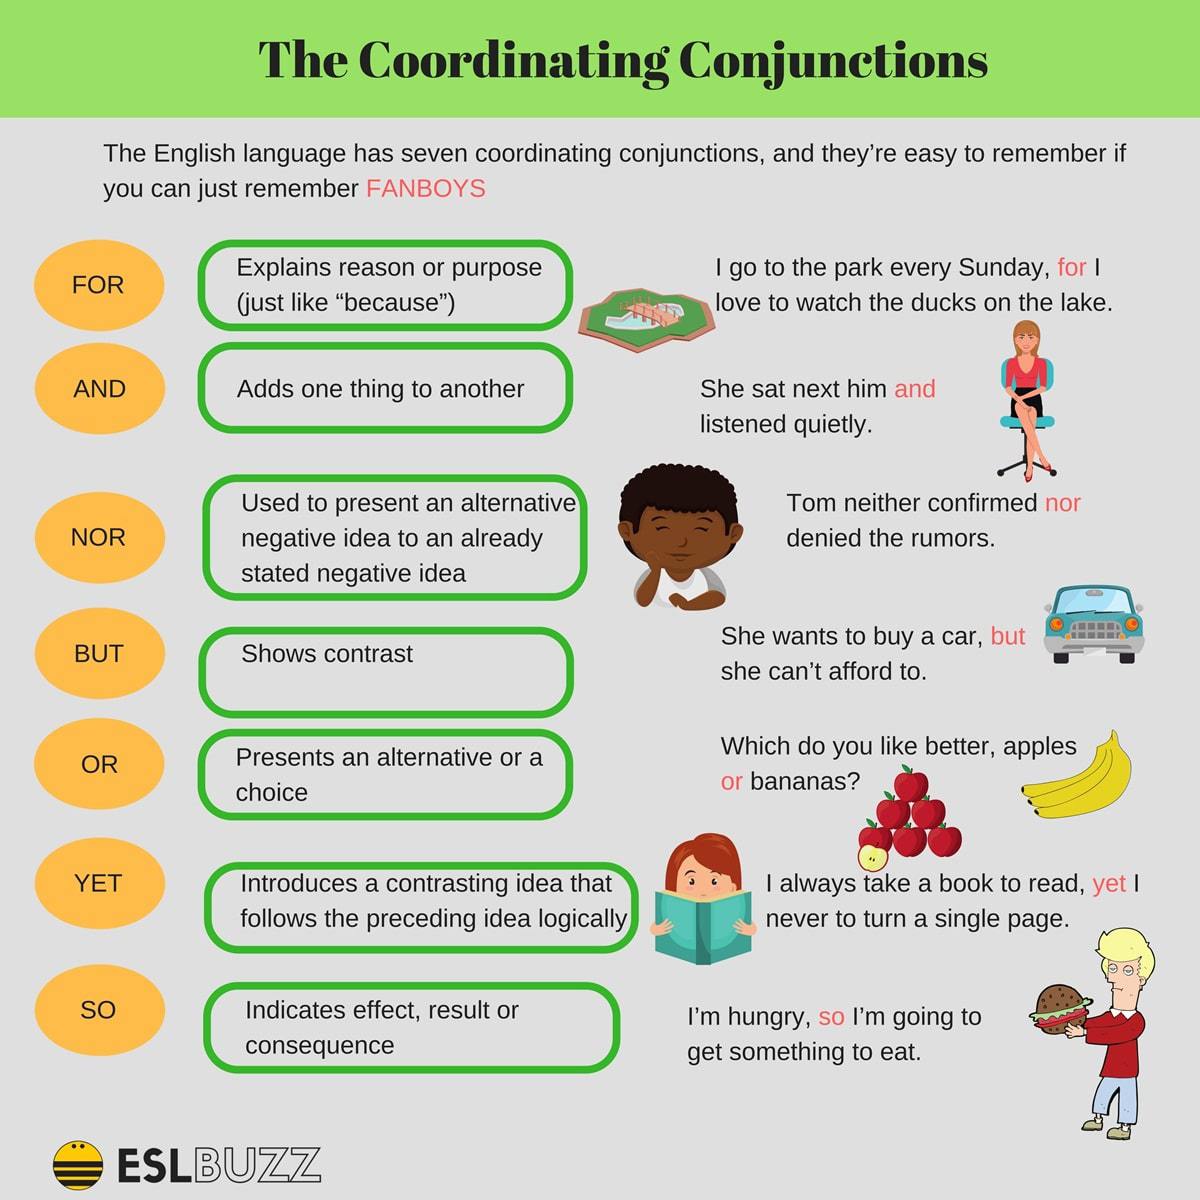 The Coordinating Conjunctions
The English language has seven coordinating conjunctions, and they’re easy to remember if
you can just remember FANBOYS
FOR
Explains reason or purpose
(just like “because”)
I go to the park every Sunday, for I
love to watch the ducks on the lake.
AND
Adds one thing to another
She sat next him and
listened quietly.
NOR
Used to present an alternative
negative idea to an already
stated negative idea
Tom neither confirmed nor
denied the rumors.
BUT
Shows contrast
She wants to buy a car, but
she can’t afford to.
OR
Presents an alternative or a
choice
Which do you like better, apples
or bananas?
YET
Introduces a contrasting idea that
follows the preceding idea logically
I always take a book to read, yet I
never to turn a single page.
SO
Indicates effect, result or
consequence
I’m hungry, so I’m going to
get something to eat.
ESLBUZZ